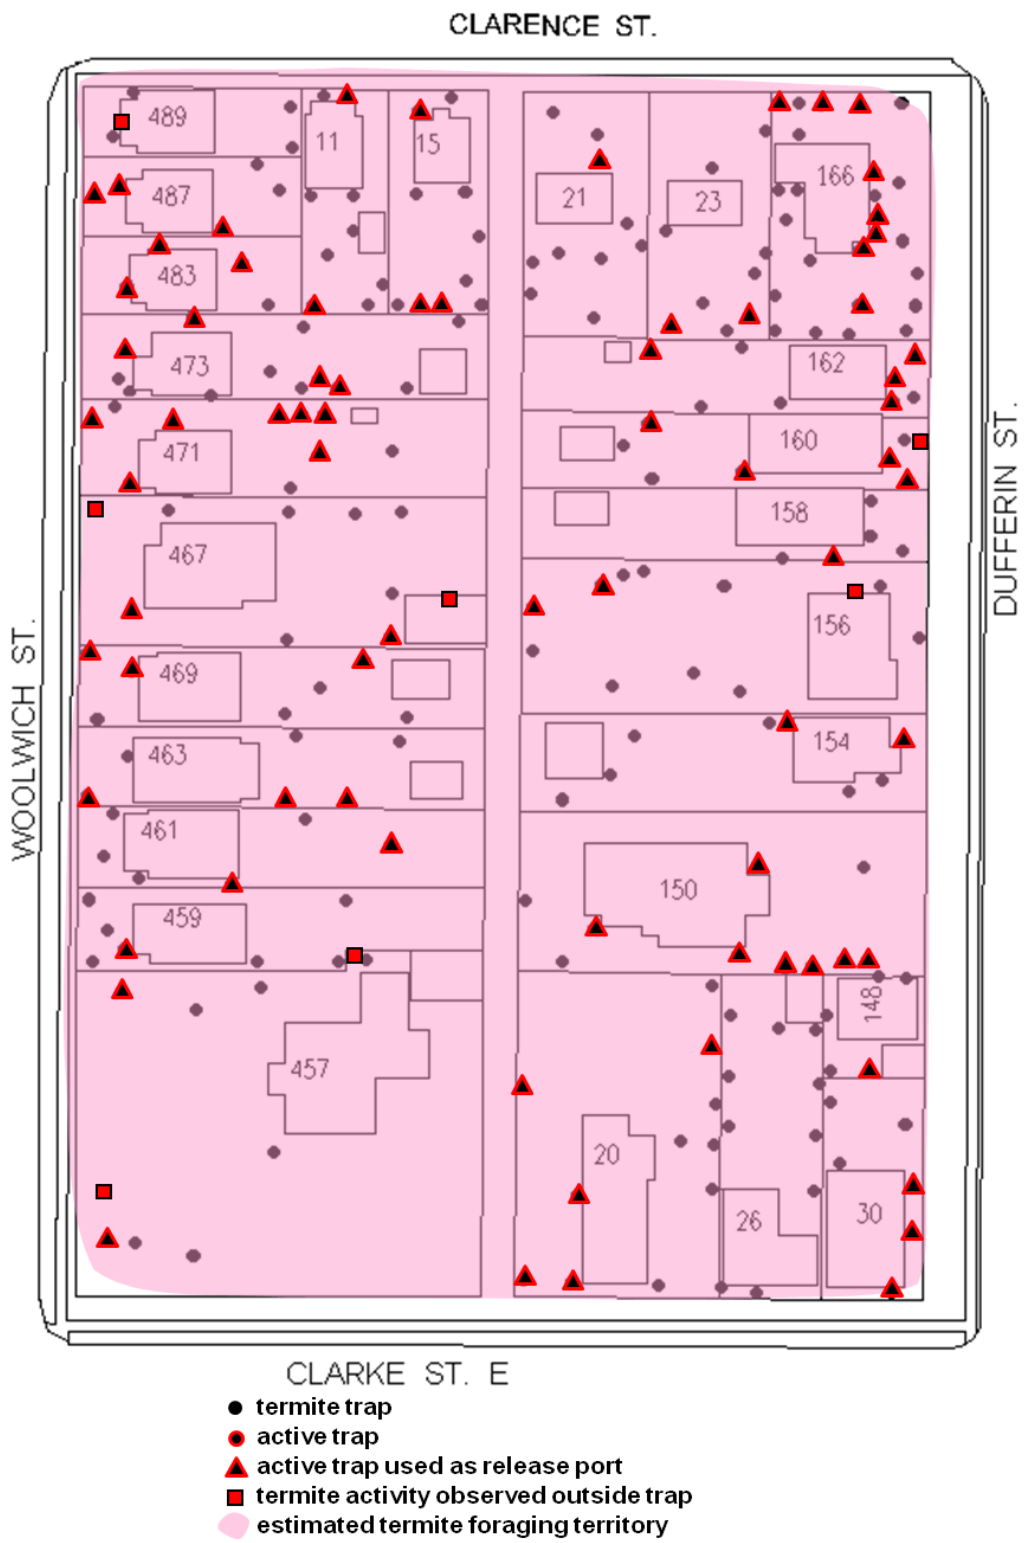 CLARENCE ST.
489
11
15
487
21
23
166
483
473
162
471
160
158
467
156
469
463
154
461
150
459
148
457
20
26
30
WOOLWICH ST.
DUFFERIN ST.
CLARKE ST. E
termite trap
active trap
active trap used as release port
termite activity observed outside trap
estimated termite foraging territory